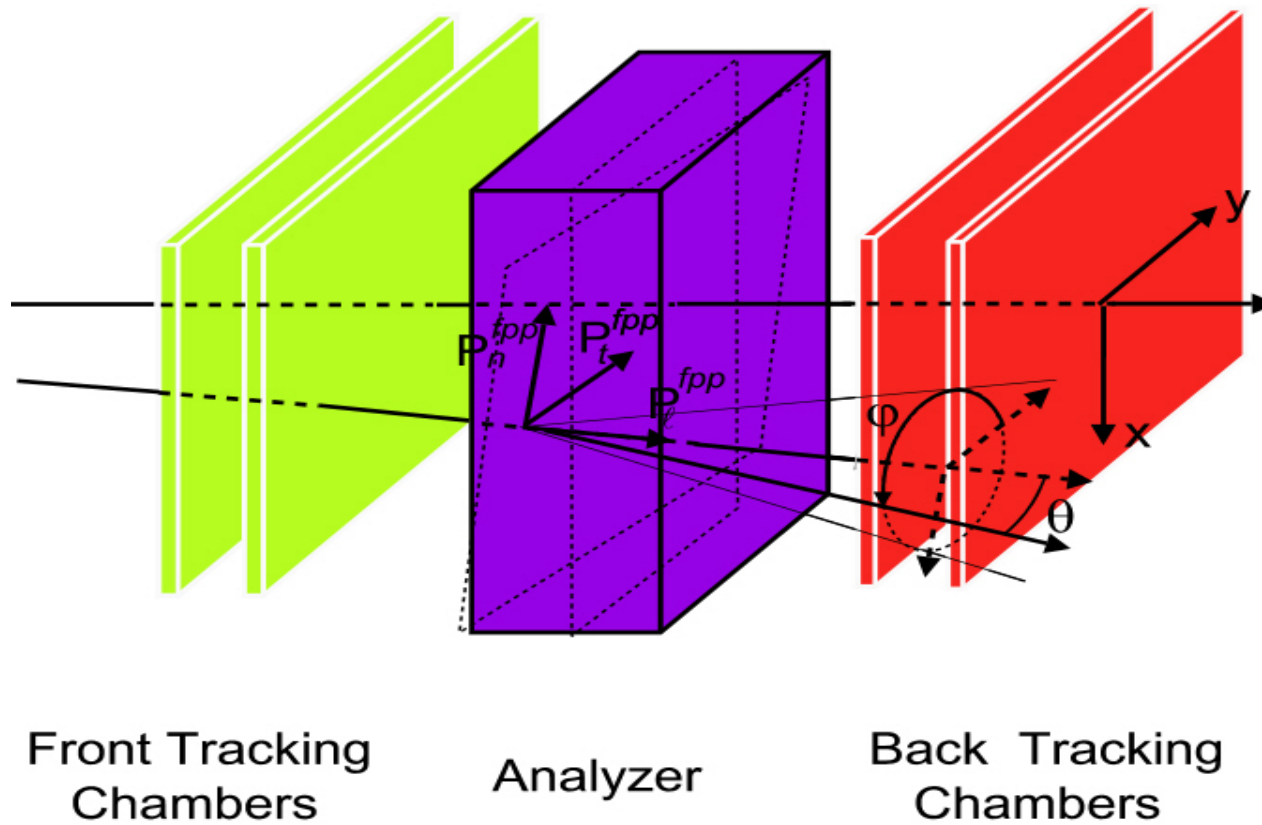 y
P_n^{fpp}
P_t^{fpp}
P_ℓ^{fpp}
φ
x
θ
Front Tracking
Chambers
Analyzer
Back Tracking
Chambers